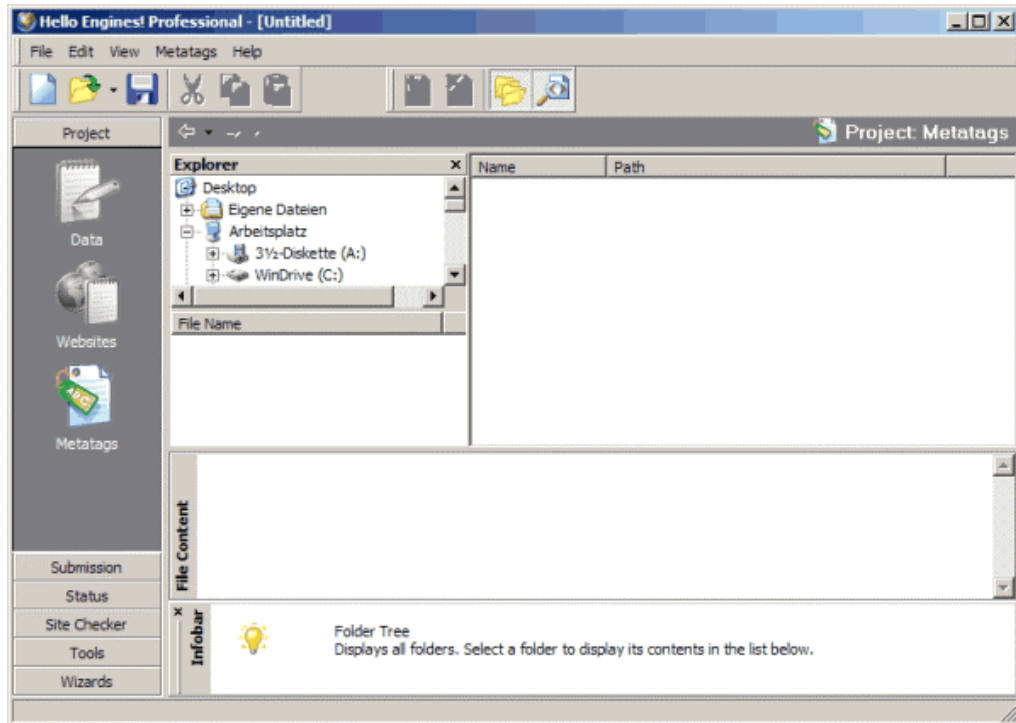 Hello Engines! Professional - [Untitled]
File Edit View Metatags Help
Project
Project: Metatags
Data
Websites
Metatags
Submission
Status
Site Checker
Tools
Wizards
Explorer
Desktop
Eigene Dateien
Arbeitsplatz
3½-Diskette (A:)
WinDrive (C:)
File Name
Name Path
File Content
Infobar
Folder Tree
Displays all folders. Select a folder to display its contents in the list below.